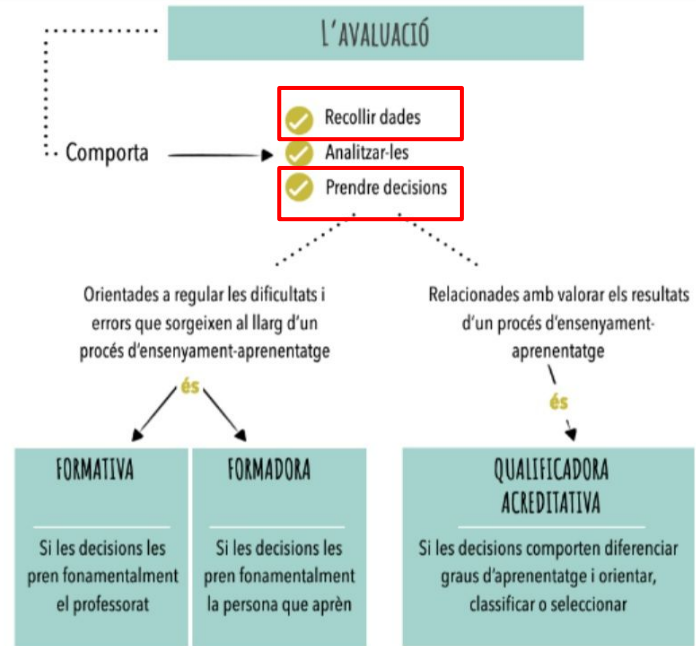 L'AVALUACIÓ
Comporta
Recollir dades
Analitzar-les
Prendre decisions
Orientades a regular les dificultats i
errors que sorgeixen al llarg d'un
procés d'ensenyament-aprenentatge
és
Relacionades amb valorar els resultats
d'un procés d'ensenyament-
aprenentatge
és
FORMATIVA
Si les decisions les
pren fonamentalment
el professorat
FORMADORA
Si les decisions les
pren fonamentalment
la persona que aprèn
QUALIFICADORA
ACREDITATIVA
Si les decisions comporten diferenciar
graus d'aprenentatge i orientar,
classificar o seleccionar